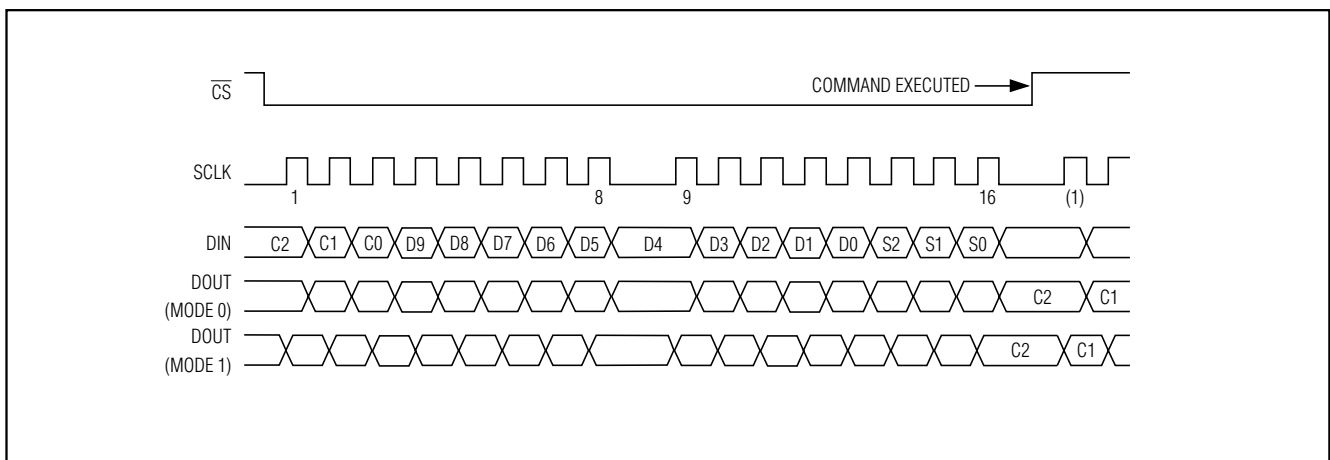 CS
COMMAND EXECUTED
SCLK
1 8 9 16 (1)
DIN C2 C1 C0 D9 D8 D7 D6 D5 D4 D3 D2 D1 D0 S2 S1 S0
DOUT
(MODE 0) C2 C1
DOUT
(MODE 1) C2 C1